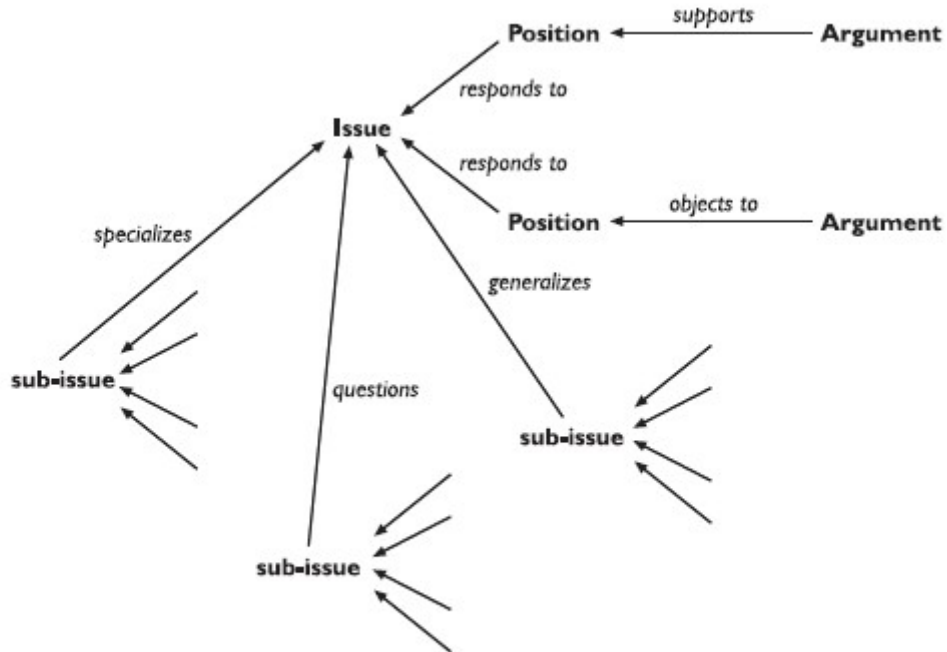 Position
supports
Argument
responds to
Issue
responds to
Position
objects to
Argument
specializes
generalizes
sub-issue
questions
sub-issue
sub-issue